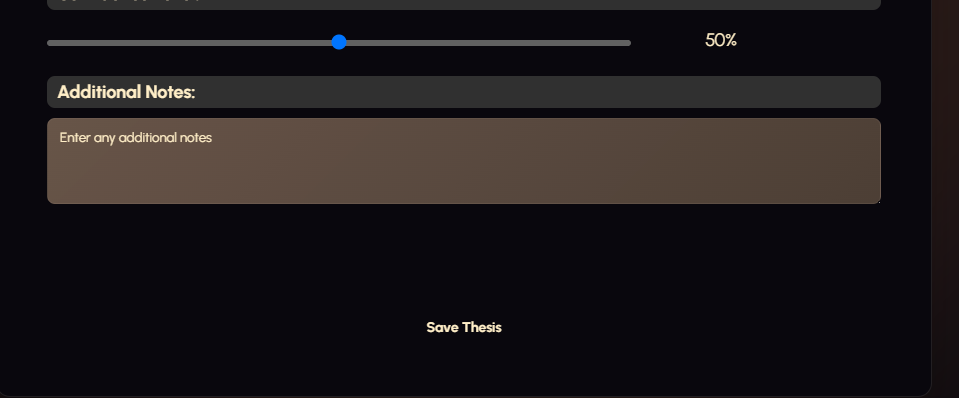 50%
Additional Notes:
Enter any additional notes
Save Thesis